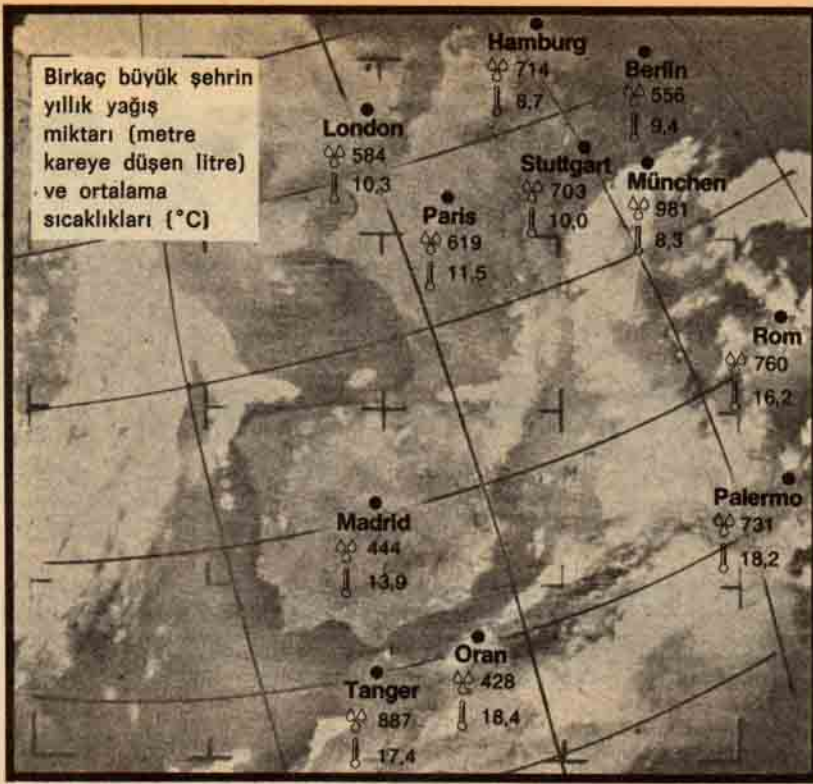 Birkaç büyük şehrin
yıllık yağış
miktarı (metre
kareye düşen litre)
ve ortalama
sıcaklıkları (°C)
Hamburg
714
8,7
Berlin
556
9,4
London
584
10,3
Stuttgart
703
10,0
München
981
8,3
Paris
619
11,5
Rom
760
16,2
Madrid
444
13,9
Palermo
731
18,2
Oran
428
18,4
Tanger
887
17,4